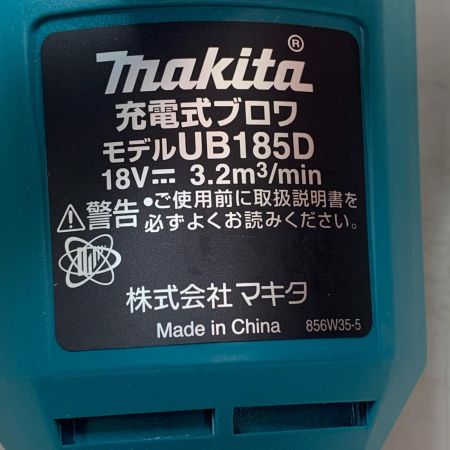 makita®
充電式ブロワ
モデルUB185D
18V⎓ 3.2m³/min
⚠警告 •ご使用前に取扱説明書を
必ずよくお読みください。
株式会社マキタ
Made in China 856W35-5